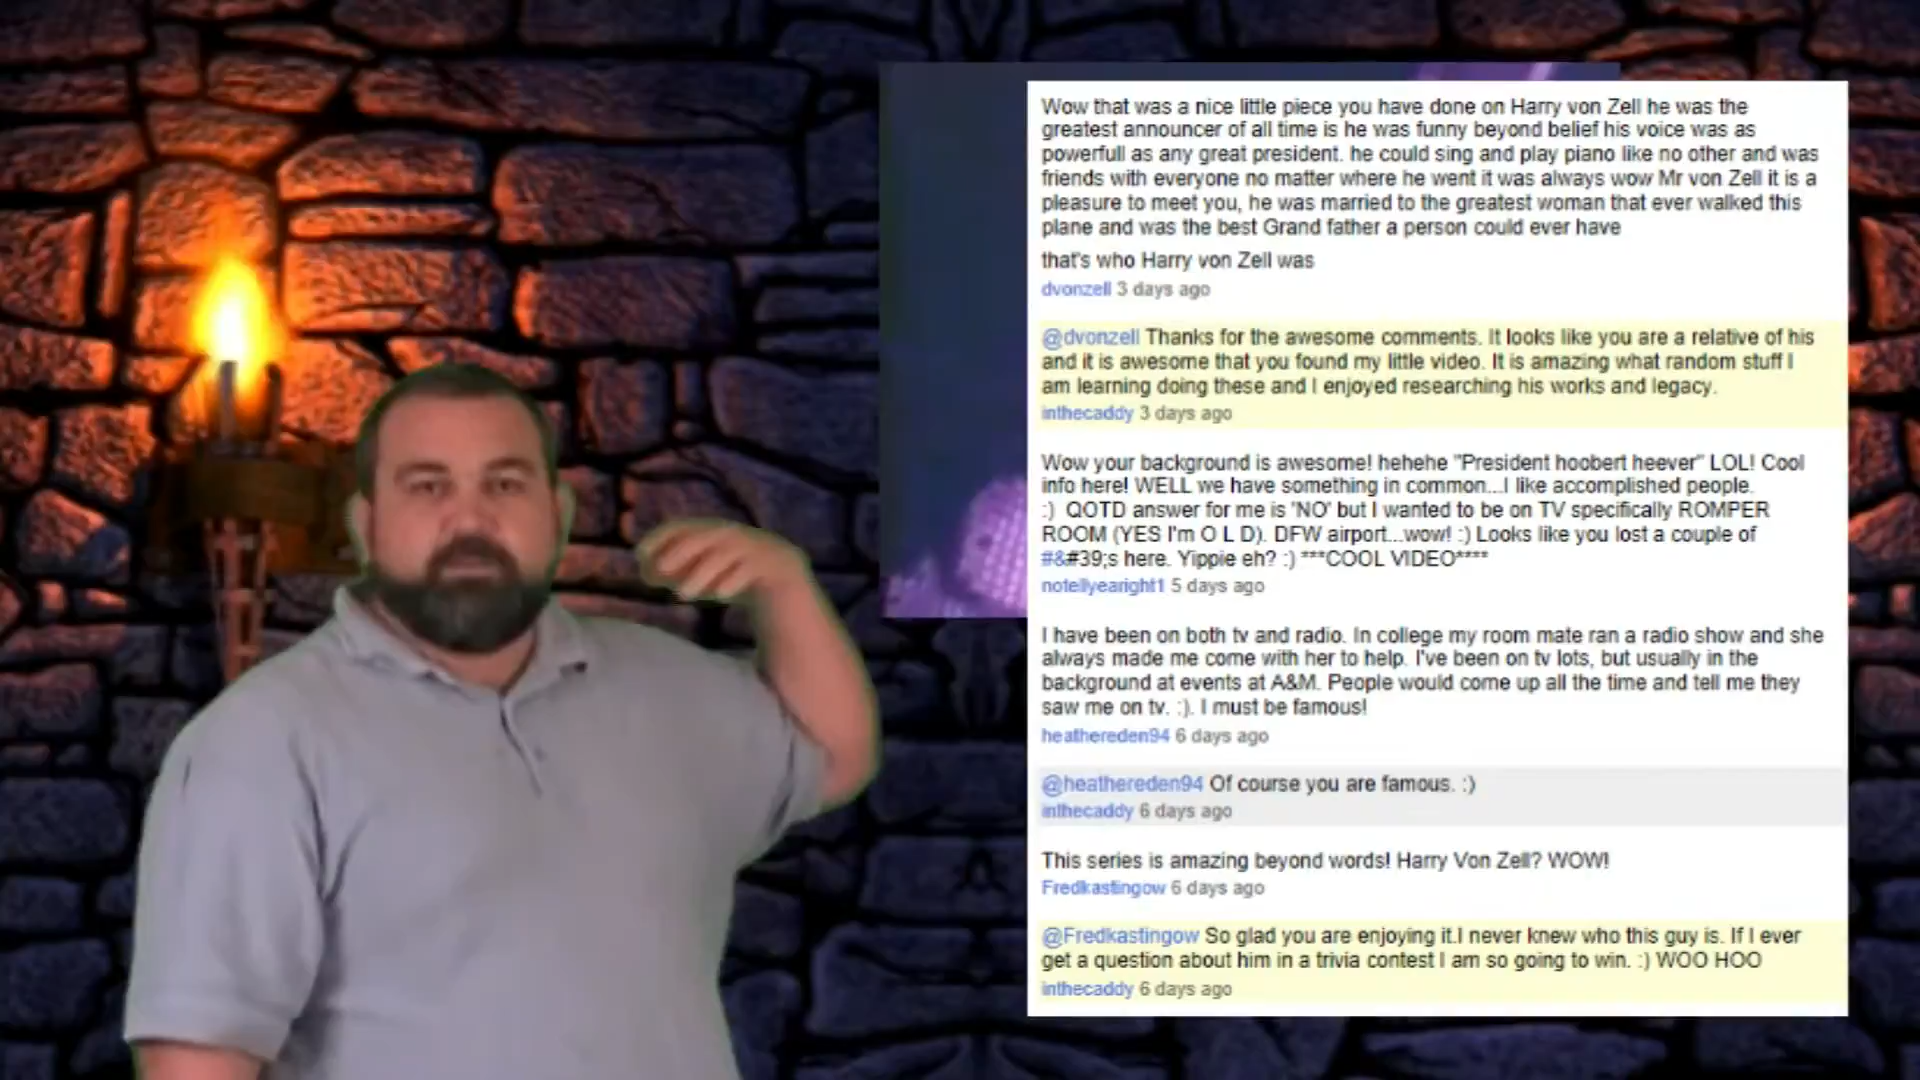 Wow that was a nice little piece you have done on Harry von Zell he was the
greatest announcer of all time is he was funny beyond belief his voice was as
powerfull as any great president. he could sing and play piano like no other and was
friends with everyone no matter where he went it was always wow Mr von Zell it is a
pleasure to meet you, he was married to the greatest woman that ever walked this
plane and was the best Grand father a person could ever have
that's who Harry von Zell was
dvonzell 3 days ago
@dvonzell Thanks for the awesome comments. It looks like you are a relative of his
and it is awesome that you found my little video. It is amazing what random stuff I
am learning doing these and I enjoyed researching his works and legacy.
inthecaddy 3 days ago
Wow your background is awesome! hehehe "President hoobert heever" LOL! Cool
info here! WELL we have something in common...I like accomplished people.
:) QOTD answer for me is 'NO' but I wanted to be on TV specifically ROMPER
ROOM (YES I'm O L D). DFW airport...wow! :) Looks like you lost a couple of
#&#39;s here. Yippie eh? :) ***COOL VIDEO****
notellyearight1 5 days ago
I have been on both tv and radio. In college my room mate ran a radio show and she
always made me come with her to help. I've been on tv lots, but usually in the
background at events at A&M. People would come up all the time and tell me they
saw me on tv. :). I must be famous!
heathereden94 6 days ago
@heathereden94 Of course you are famous. :)
inthecaddy 6 days ago
This series is amazing beyond words! Harry Von Zell? WOW!
Fredkastingow 6 days ago
@Fredkastingow So glad you are enjoying it.I never knew who this guy is. If I ever
get a question about him in a trivia contest I am so going to win. :) WOO HOO
inthecaddy 6 days ago